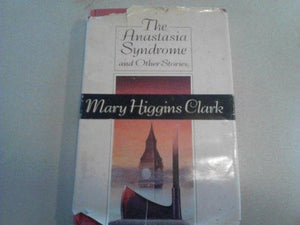 The
Anastasia
Syndrome
and Other Stories
Mary Higgins Clark